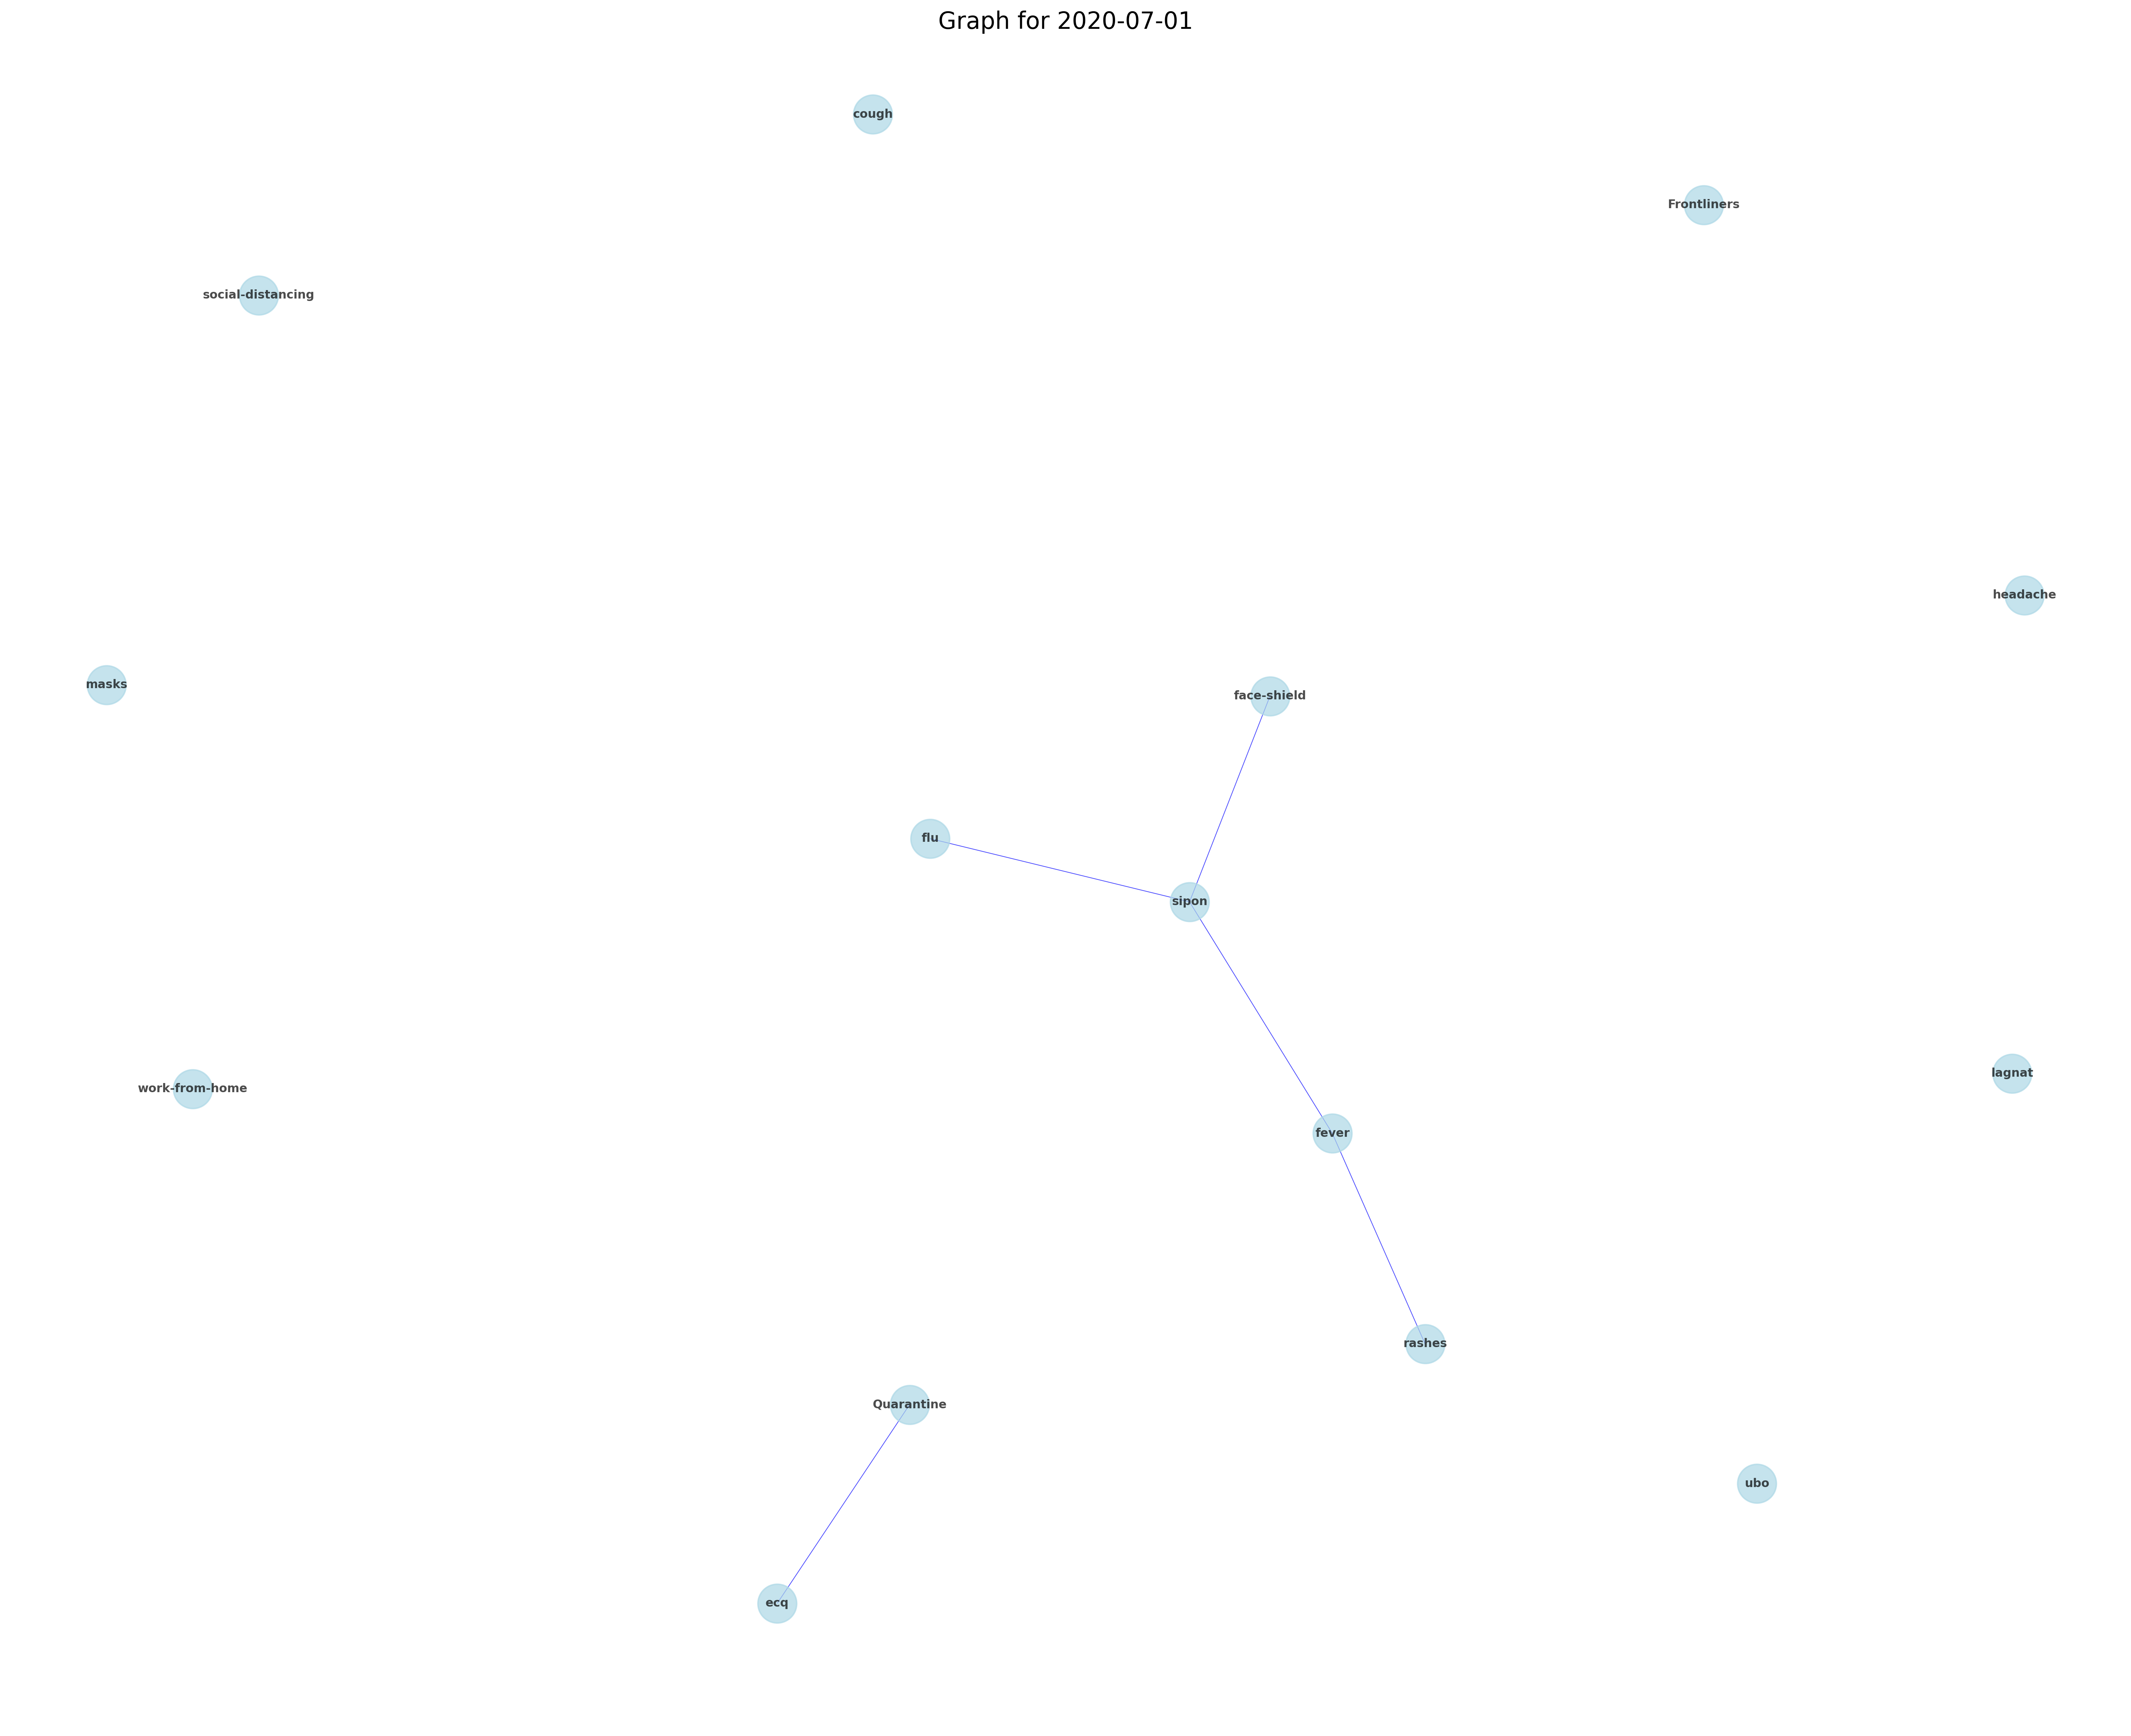 Graph for 2020-07-01
cough
Frontliners
social-distancing
headache
masks
face-shield
flu
sipon
lagnat
work-from-home
fever
rashes
Quarantine
ubo
ecq